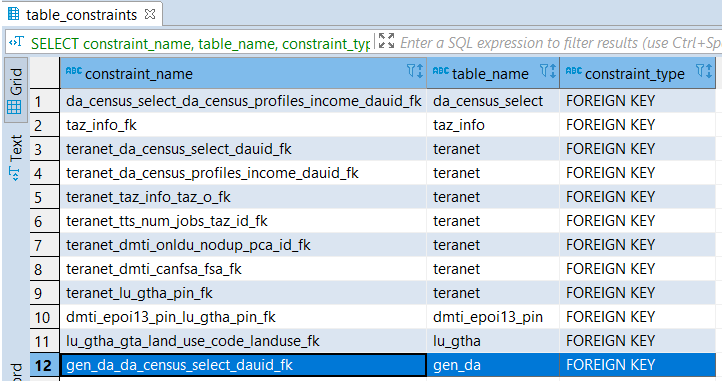 table_constraints
SELECT constraint_name, table_name, constraint_typ Enter a SQL expression to filter results (use Ctrl+Sp
Grid
Text
ord
ABC constraint_name ABC table_name ABC constraint_type
1 da_census_select_da_census_profiles_income_dauid_fk da_census_select FOREIGN KEY
2 taz_info_fk taz_info FOREIGN KEY
3 teranet_da_census_select_dauid_fk teranet FOREIGN KEY
4 teranet_da_census_profiles_income_dauid_fk teranet FOREIGN KEY
5 teranet_taz_info_taz_o_fk teranet FOREIGN KEY
6 teranet_tts_num_jobs_taz_id_fk teranet FOREIGN KEY
7 teranet_dmti_onldu_nodup_pca_id_fk teranet FOREIGN KEY
8 teranet_dmti_canfsa_fsa_fk teranet FOREIGN KEY
9 teranet_lu_gtha_pin_fk teranet FOREIGN KEY
10 dmti_epoi13_pin_lu_gtha_pin_fk dmti_epoi13_pin FOREIGN KEY
11 lu_gtha_gta_land_use_code_landuse_fk lu_gtha FOREIGN KEY
12 gen_da_da_census_select_dauid_fk gen_da FOREIGN KEY